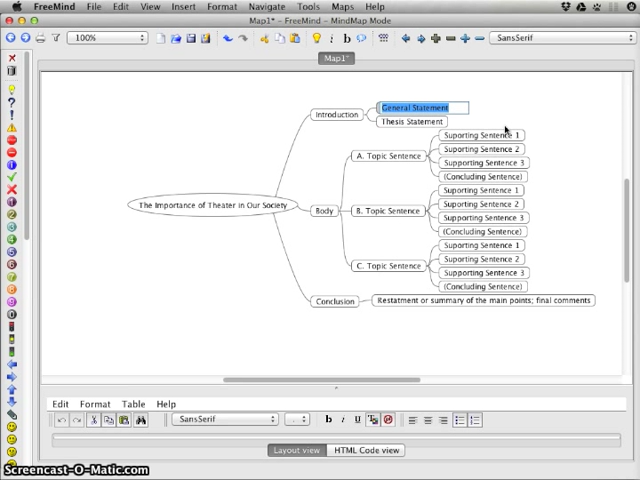 FreeMind File Edit View Insert Format Navigate Tools Maps Help
Map1* - FreeMind - MindMap Mode
100%
SansSerif
Map1*
General Statement
Introduction
Thesis Statement
Suporting Sentence 1
Suporting Sentence 2
A. Topic Sentence
Supporting Sentence 3
(Concluding Sentence)
Suporting Sentence 1
The Importance of Theater in Our Society
Suporting Sentence 2
Body
B. Topic Sentence
Supporting Sentence 3
(Concluding Sentence)
Suporting Sentence 1
Suporting Sentence 2
C. Topic Sentence
Supporting Sentence 3
(Concluding Sentence)
Conclusion
Restatment or summary of the main points; final comments
Edit Format Table Help
SansSerif
b i U
Layout view
HTML Code view
Screencast-O-Matic.com